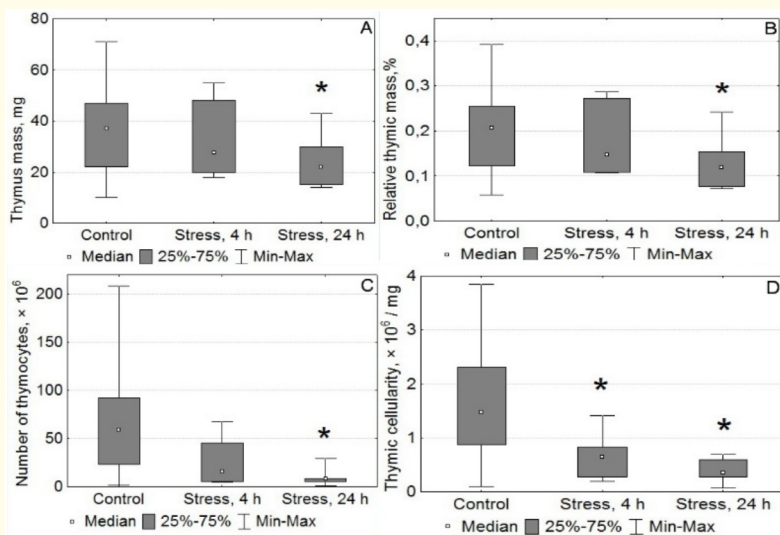 A
Thymus mass, mg
80
60
40
20
0
Control
Stress, 4 h
Stress, 24 h
*
Median 25%-75% Min-Max
B
Relative thymic mass,%
0,4
0,3
0,2
0,1
0,0
Control
Stress, 4 h
Stress, 24 h
*
Median 25%-75% Min-Max
C
Number of thymocytes, × 10⁶
200
150
100
50
0
Control
Stress, 4 h
Stress, 24 h
*
Median 25%-75% Min-Max
D
Thymic cellularity, × 10⁶ / mg
4
3
2
1
0
Control
Stress, 4 h
Stress, 24 h
*
*
Median 25%-75% Min-Max